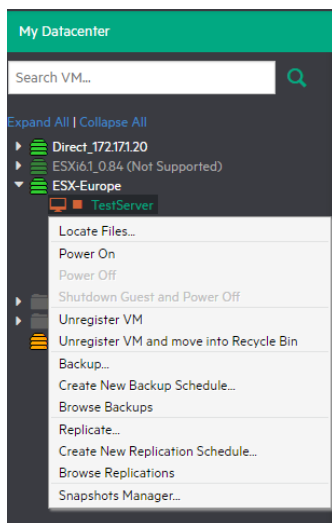 My Datacenter
Search VM...
Expand All | Collapse All
Direct_172.17.1.20
ESXi6.1_0.84 (Not Supported)
ESX-Europe
TestServer
Locate Files...
Power On
Power Off
Shutdown Guest and Power Off
Unregister VM
Unregister VM and move into Recycle Bin
Backup...
Create New Backup Schedule...
Browse Backups
Replicate...
Create New Replication Schedule...
Browse Replications
Snapshots Manager...